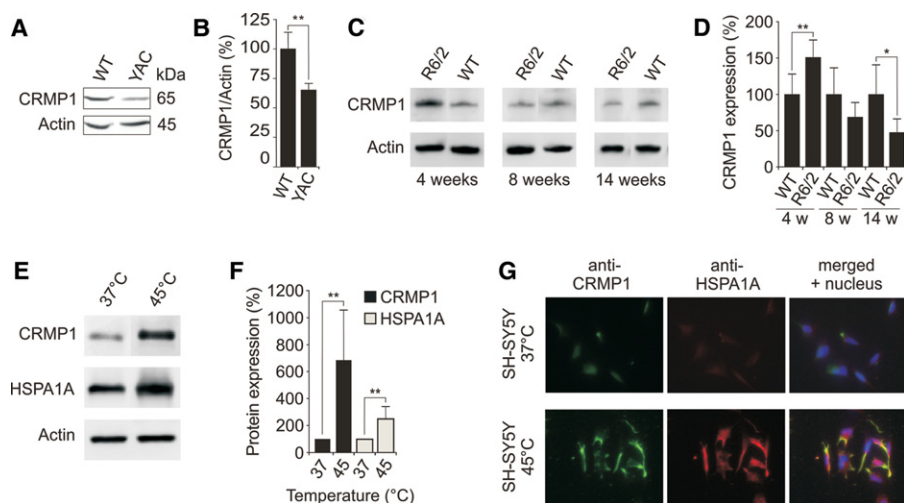 A
WT YAC kDa
CRMP1 65
Actin 45
B
CRMP1/Actin (%)
125
100
75
50
25
0
**
WT YAC
C
R6/2 WT R6/2 WT R6/2 WT
CRMP1
Actin
4 weeks 8 weeks 14 weeks
D
CRMP1 expression (%)
200
150
100
50
0
** *
WT R6/2 WT R6/2 WT R6/2
4 w 8 w 14 w
E
37°C 45°C
CRMP1
HSPA1A
Actin
F
Protein expression (%)
1200
1000
800
600
400
200
0
CRMP1
HSPA1A
** **
37 45 37 45
Temperature (°C)
G
anti-
CRMP1
anti-
HSPA1A
merged
+ nucleus
SH-SY5Y
37°C
SH-SY5Y
45°C